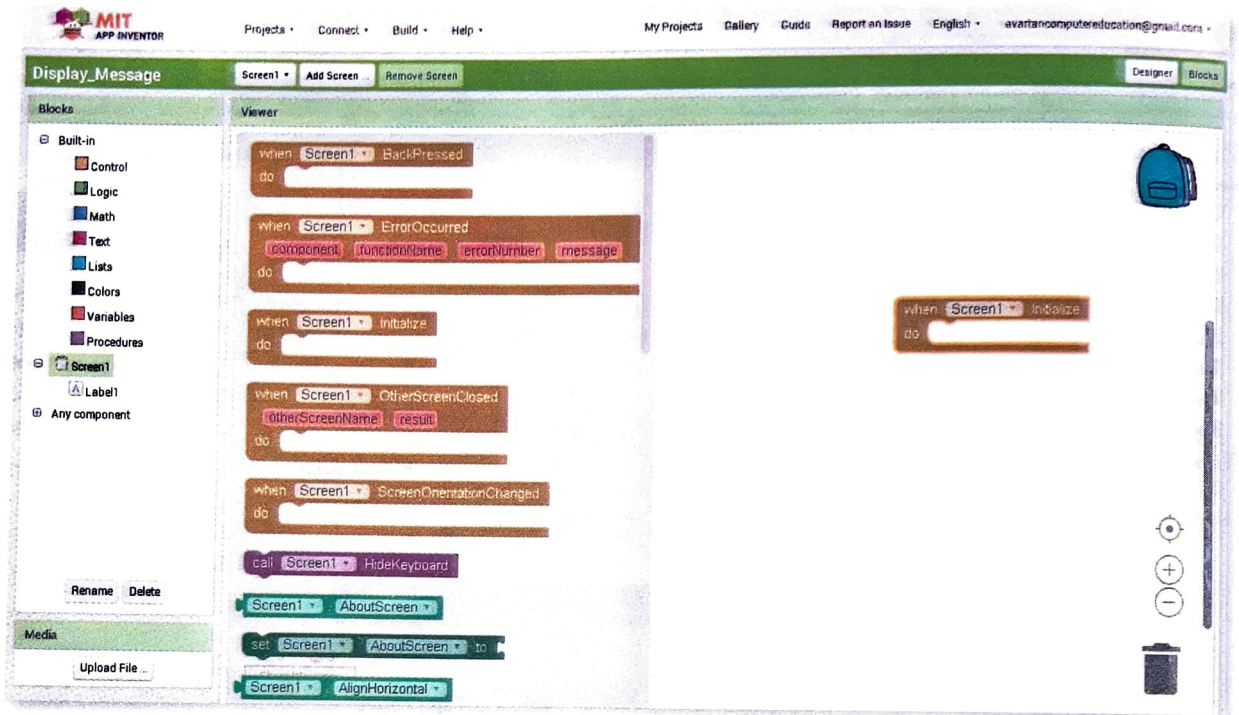 MIT
APP INVENTOR
Projects
Connect
Build
Help
My Projects
Gallery
Guide
Report an Issue
English
avartancomputereducation@gmail.com
Display_Message
Screen1
Add Screen ...
Remove Screen
Designer
Blocks
Blocks
Viewer
Built-in
Control
Logic
Math
Text
Lists
Colors
Variables
Procedures
Screen1
A Label1
Any component
Rename
Delete
Media
Upload File ...
when Screen1 BackPressed
do
when Screen1 ErrorOccurred
component functionName errorNumber message
do
when Screen1 Initialize
do
when Screen1 OtherScreenClosed
otherScreenName result
do
when Screen1 ScreenOrientationChanged
do
call Screen1 HideKeyboard
Screen1 AboutScreen
set Screen1 AboutScreen to
Screen1 AlignHorizontal
when Screen1 Initialize
do